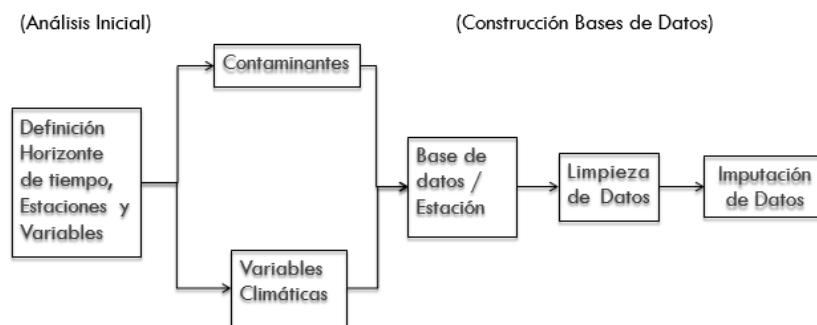 (Análisis Inicial)
(Construcción Bases de Datos)
Contaminantes
Definición
Horizonte
de tiempo,
Estaciones y
Variables
Base de
datos /
Estación
Limpieza
de Datos
Imputación
de Datos
Variables
Climáticas